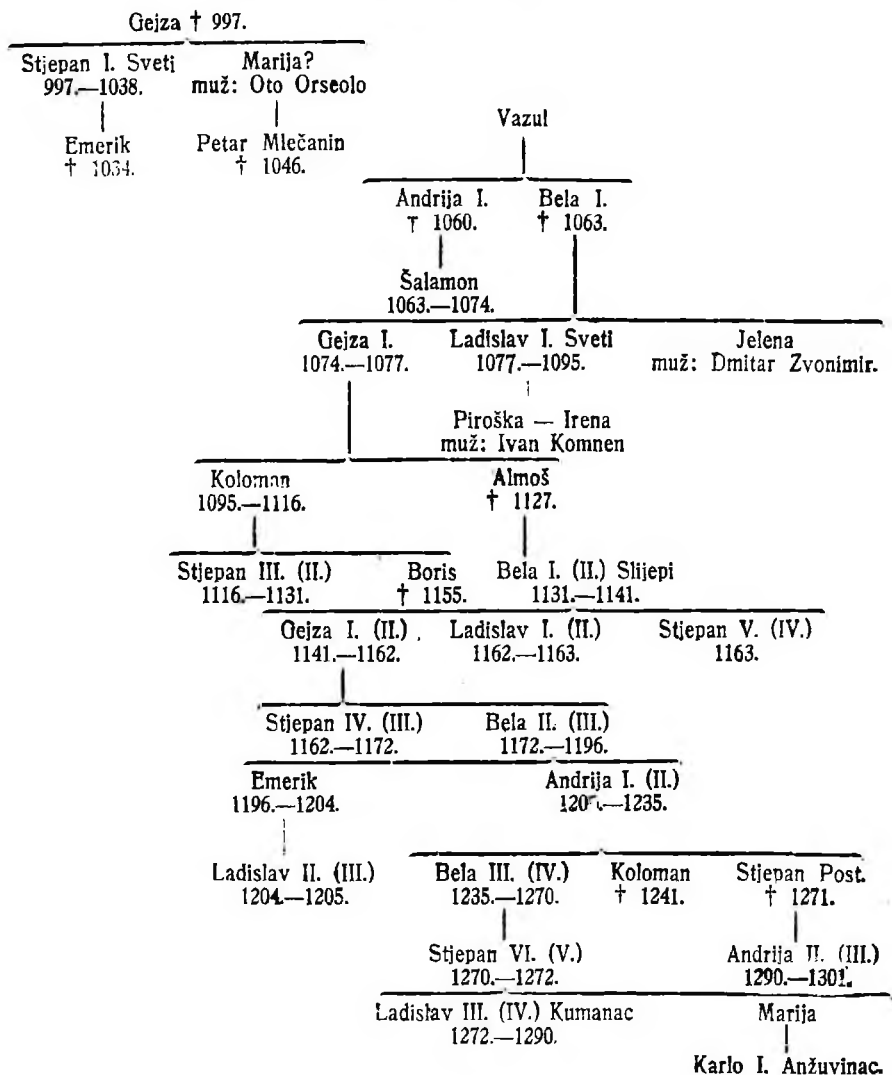 Gejza † 997.
Stjepan I. Sveti Marija?
997.—1038. muž: Oto Orseolo
Emerik Petar Mlečanin
† 1034. † 1046.
Vazul
Andrija I. Bela I.
† 1060. † 1063.
Šalamon
1063.—1074.
Gejza I. Ladislav I. Sveti Jelena
1074.—1077. 1077.—1095. muž: Dmitar Zvonimir.
Piroška — Irena
muž: Ivan Komnen
Koloman Almoš
1095.—1116. † 1127.
Stjepan III. (II.) Boris Bela I. (II.) Slijepi
1116.—1131. † 1155. 1131.—1141.
Gejza I. (II.) Ladislav I. (II.) Stjepan V. (IV.)
1141.—1162. 1162.—1163. 1163.
Stjepan IV. (III.) Bela II. (III.)
1162.—1172. 1172.—1196.
Emerik Andrija I. (II.)
1196.—1204. —1235.
Ladislav II. (III.) Bela III. (IV.) Koloman Stjepan Post.
1204.—1205. 1235.—1270. † 1241. † 1271.
Stjepan VI. (V.) Andrija II. (III.)
1270.—1272. 1290.—1301.
Ladislav III. (IV.) Kumanac Marija
1272.—1290.
Karlo I. Anžuvinac.